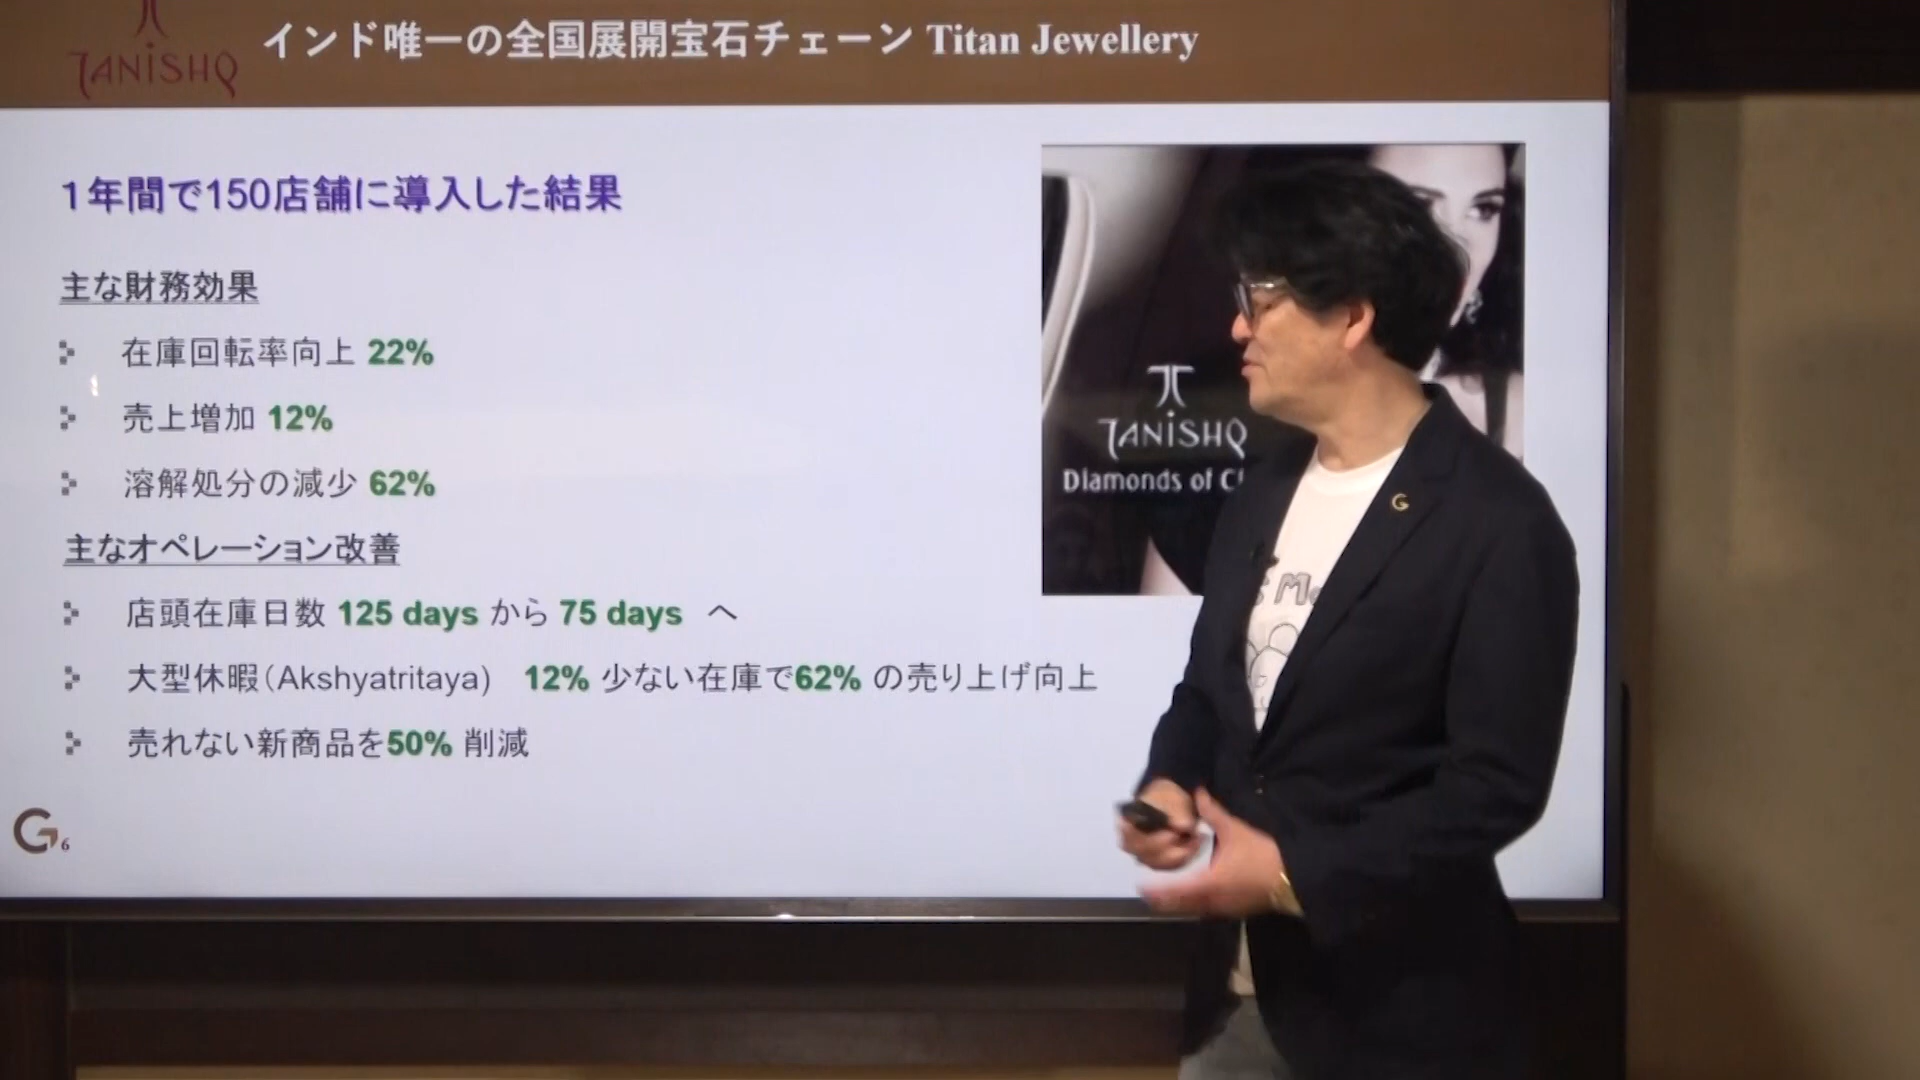 TANISHQ
インド唯一の全国展開宝石チェーン Titan Jewellery
１年間で150店舗に導入した結果
主な財務効果
在庫回転率向上 22%
売上増加 12%
溶解処分の減少 62%
主なオペレーション改善
店頭在庫日数 125 days から 75 days へ
大型休暇（Akshyatritaya） 12% 少ない在庫で62% の売り上げ向上
売れない新商品を50% 削減
G 6
TANISHQ
Diamonds of
G